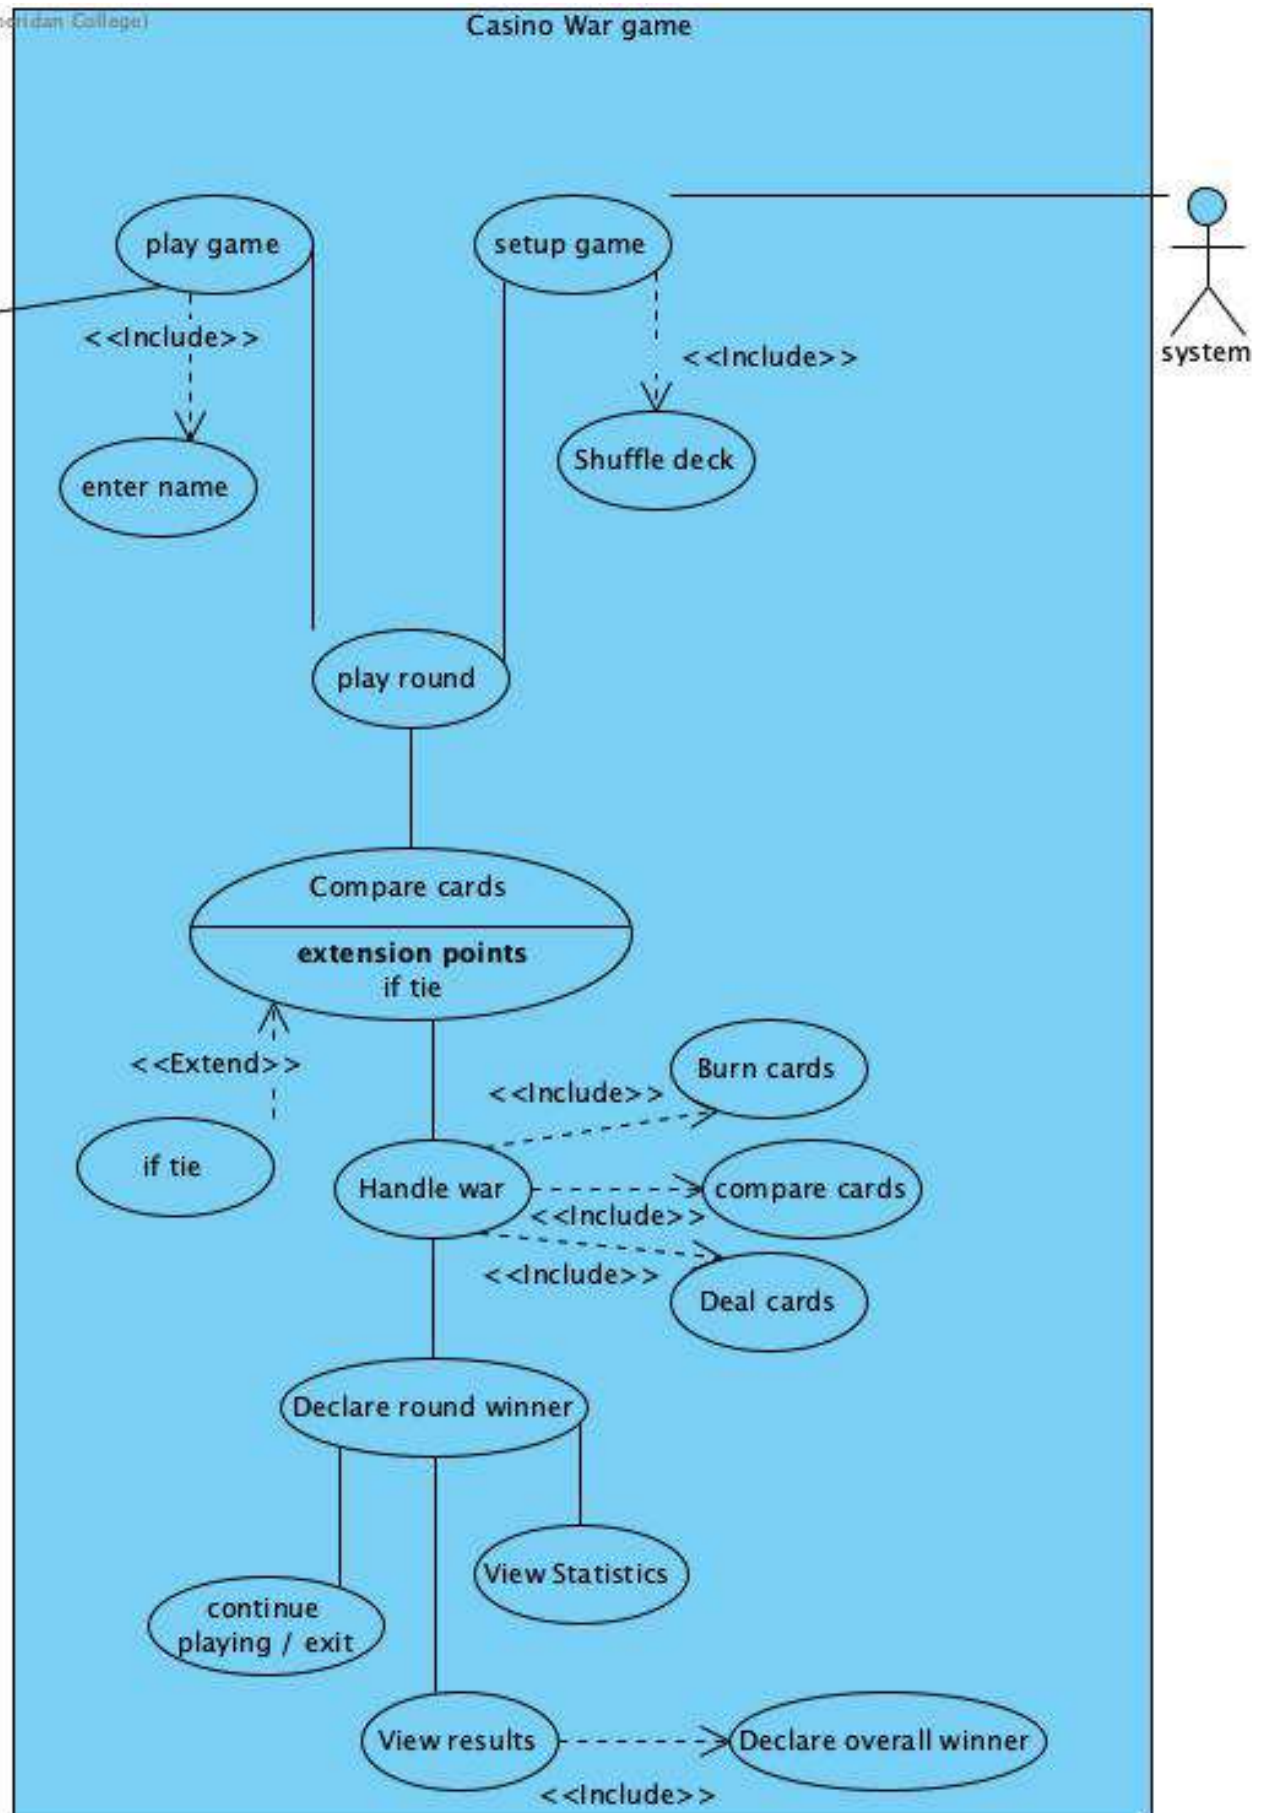 eridan College)
Casino War game
play game
setup game
<<Include>>
<<Include>>
system
enter name
Shuffle deck
play round
Compare cards
extension points
if tie
<<Extend>>
Burn cards
<<Include>>
if tie
Handle war
compare cards
<<Include>>
<<Include>>
Deal cards
Declare round winner
View Statistics
continue
playing / exit
View results
Declare overall winner
<<Include>>